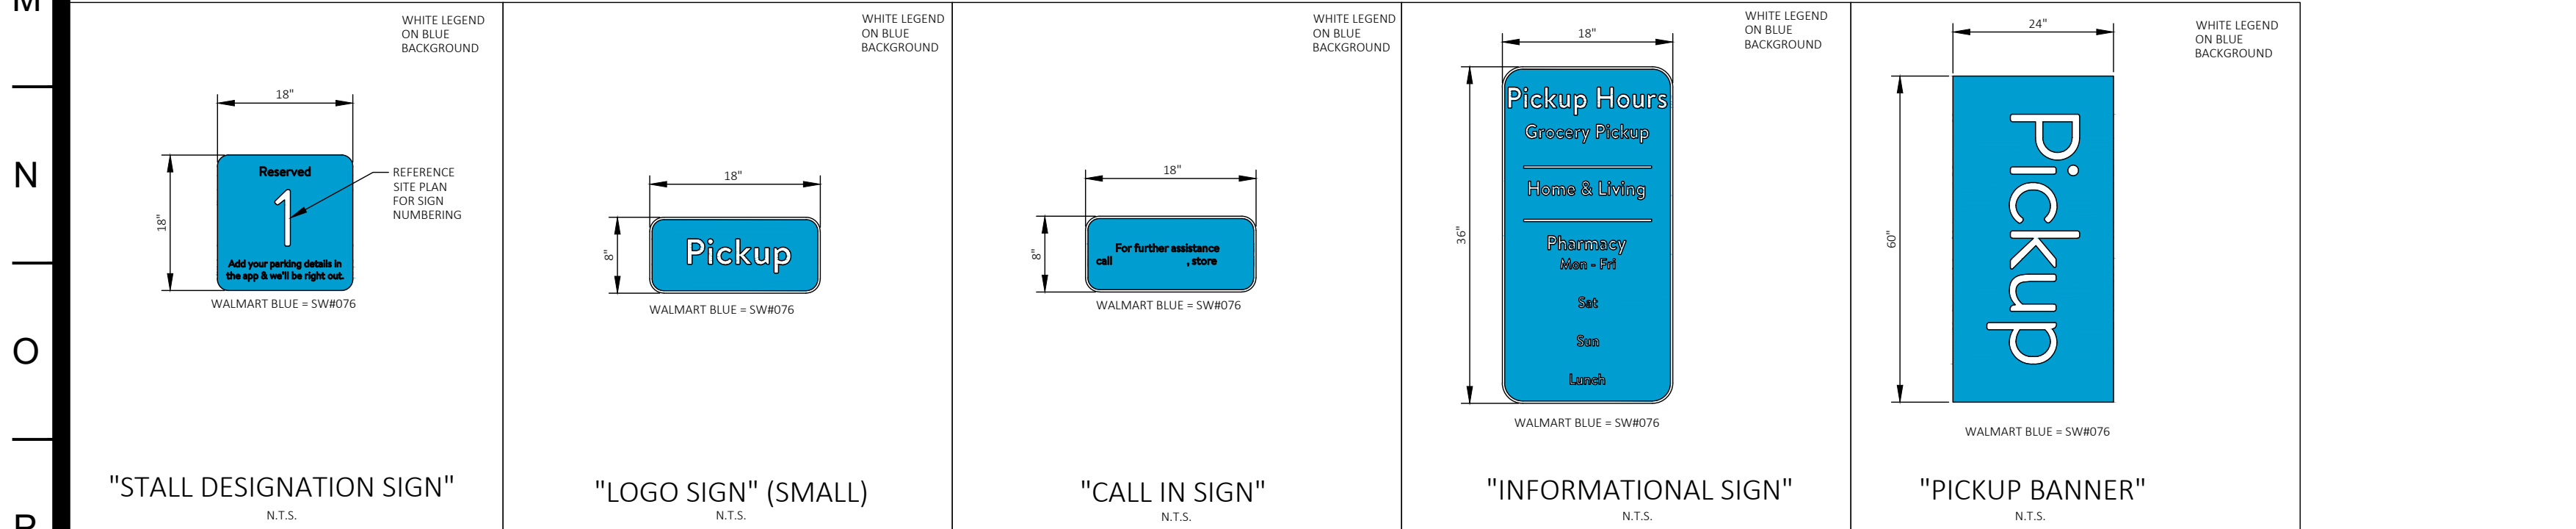 M
N
O
P
WHITE LEGEND
ON BLUE
BACKGROUND
18"
18"
Reserved
1
Add your parking details in
the app & we'll be right out.
REFERENCE
SITE PLAN
FOR SIGN
NUMBERING
WALMART BLUE = SW#076
"STALL DESIGNATION SIGN"
N.T.S.
WHITE LEGEND
ON BLUE
BACKGROUND
18"
8"
Pickup
WALMART BLUE = SW#076
"LOGO SIGN" (SMALL)
N.T.S.
WHITE LEGEND
ON BLUE
BACKGROUND
18"
8"
For further assistance
call , store
WALMART BLUE = SW#076
"CALL IN SIGN"
N.T.S.
WHITE LEGEND
ON BLUE
BACKGROUND
18"
36"
Pickup Hours
Grocery Pickup
Home & Living
Pharmacy
Mon - Fri
Sat
Sun
Lunch
WALMART BLUE = SW#076
"INFORMATIONAL SIGN"
N.T.S.
WHITE LEGEND
ON BLUE
BACKGROUND
24"
60"
Pickup
WALMART BLUE = SW#076
"PICKUP BANNER"
N.T.S.